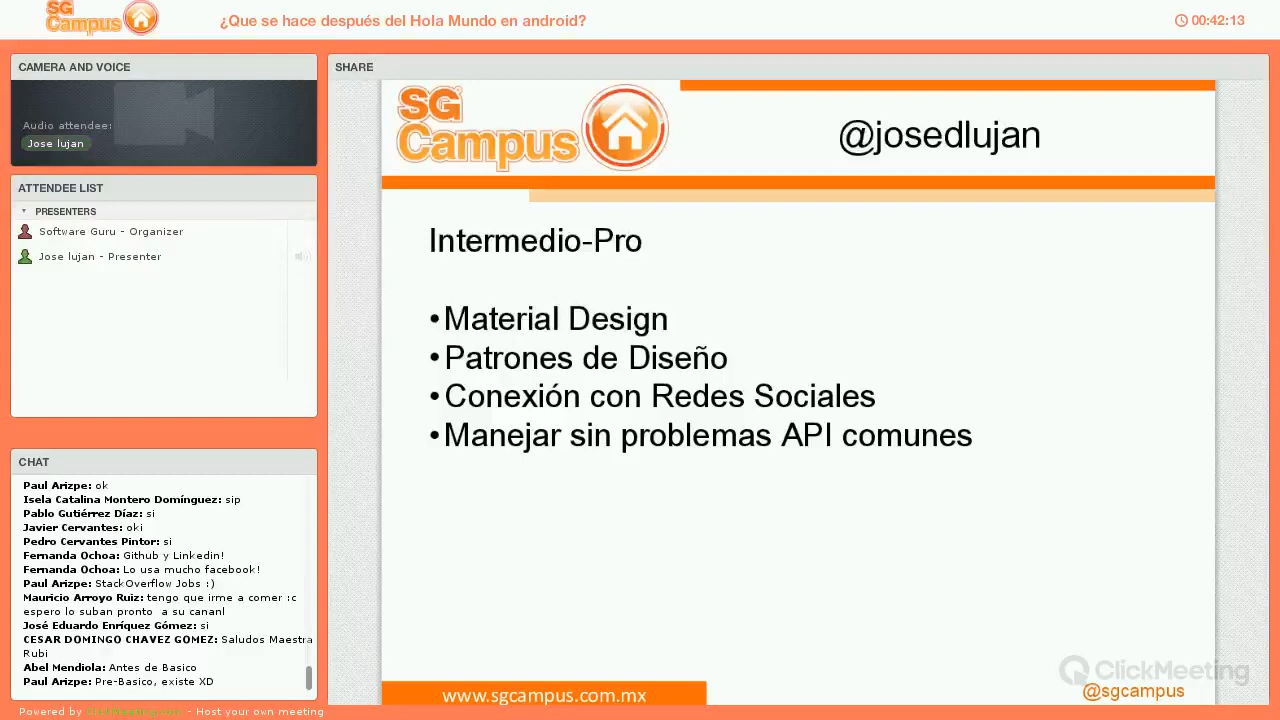 SG Campus
¿Que se hace después del Hola Mundo en android?
00:42:13
CAMERA AND VOICE
Audio attendee:
Jose lujan
ATTENDEE LIST
PRESENTERS
Software Guru - Organizer
Jose lujan - Presenter
CHAT
Paul Arizpe: ok
Isela Catalina Montero Domínguez: sip
Pablo Gutiérrez Díaz: si
Javier Cervantes: oki
Pedro Cervantes Pintor: si
Fernanda Ochoa: Github y Linkedin!
Fernanda Ochoa: Lo usa mucho facebook!
Paul Arizpe: StackOverflow Jobs :)
Mauricio Arroyo Ruiz: tengo que irme a comer :c
espero lo suban pronto a su cananl
José Eduardo Enríquez Gómez: si
CESAR DOMINGO CHAVEZ GOMEZ: Saludos Maestra
Rubi
Abel Mendiola: Antes de Basico
Paul Arizpe: Pre-Basico, existe XD
Powered by ClickMeeting.com - Host your own meeting
SHARE
SG
Campus
@josedlujan
Intermedio-Pro
•Material Design
•Patrones de Diseño
•Conexión con Redes Sociales
•Manejar sin problemas API comunes
www.sgcampus.com.mx
ClickMeeting
@sgcampus